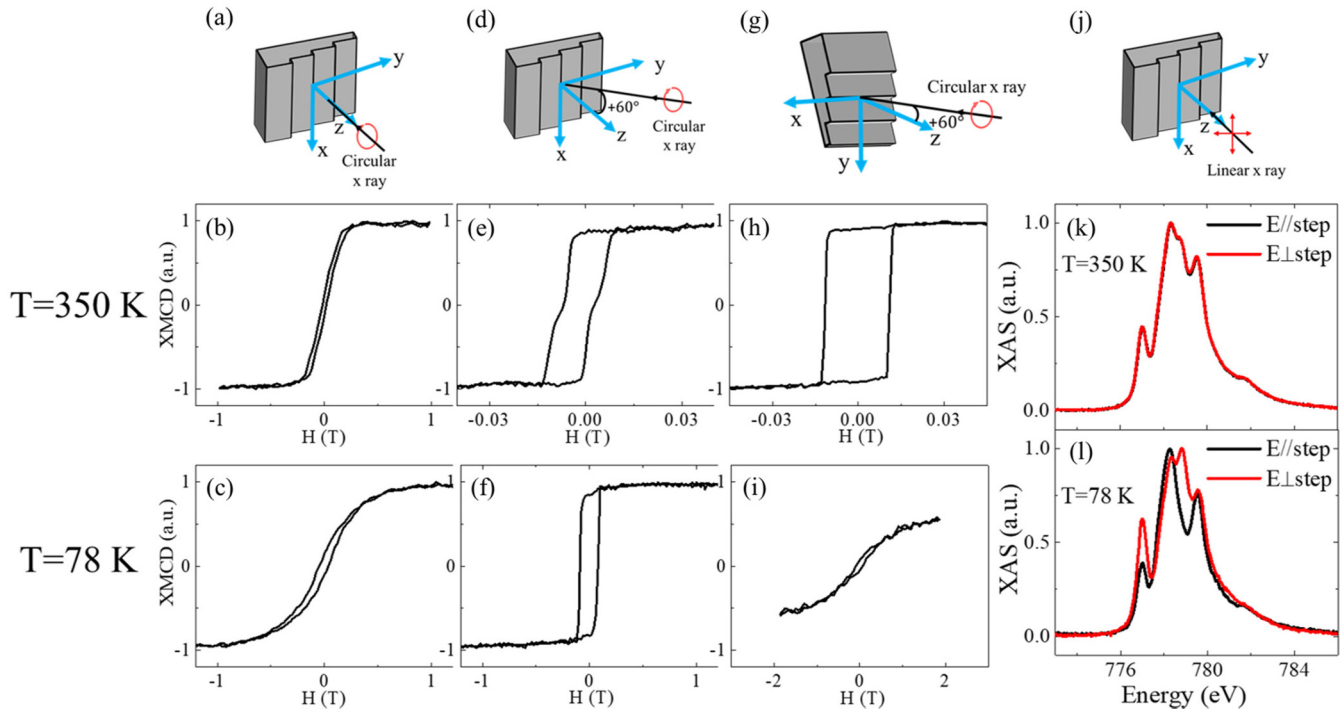 (a)
(d)
(g)
(j)
y
z
x
Circular
x ray
y
+60°
z
x
Circular
x ray
Circular x ray
x
+60°
z
y
y
z
x
Linear x ray
T=350 K
XMCD (a.u.)
1
0
-1
(b)
-1
0
1
H (T)
(e)
-0.03
0.00
0.03
H (T)
(h)
-0.03
0.00
0.03
H (T)
XAS (a.u.)
1.0
0.5
0.0
(k)
E//step
E⊥step
T=350 K
T=78 K
XMCD (a.u.)
1
0
-1
(c)
-1
0
1
H (T)
(f)
-1
0
1
H (T)
(i)
-2
0
2
H (T)
XAS (a.u.)
1.0
0.5
0.0
(l)
E//step
E⊥step
T=78 K
776
780
784
Energy (eV)